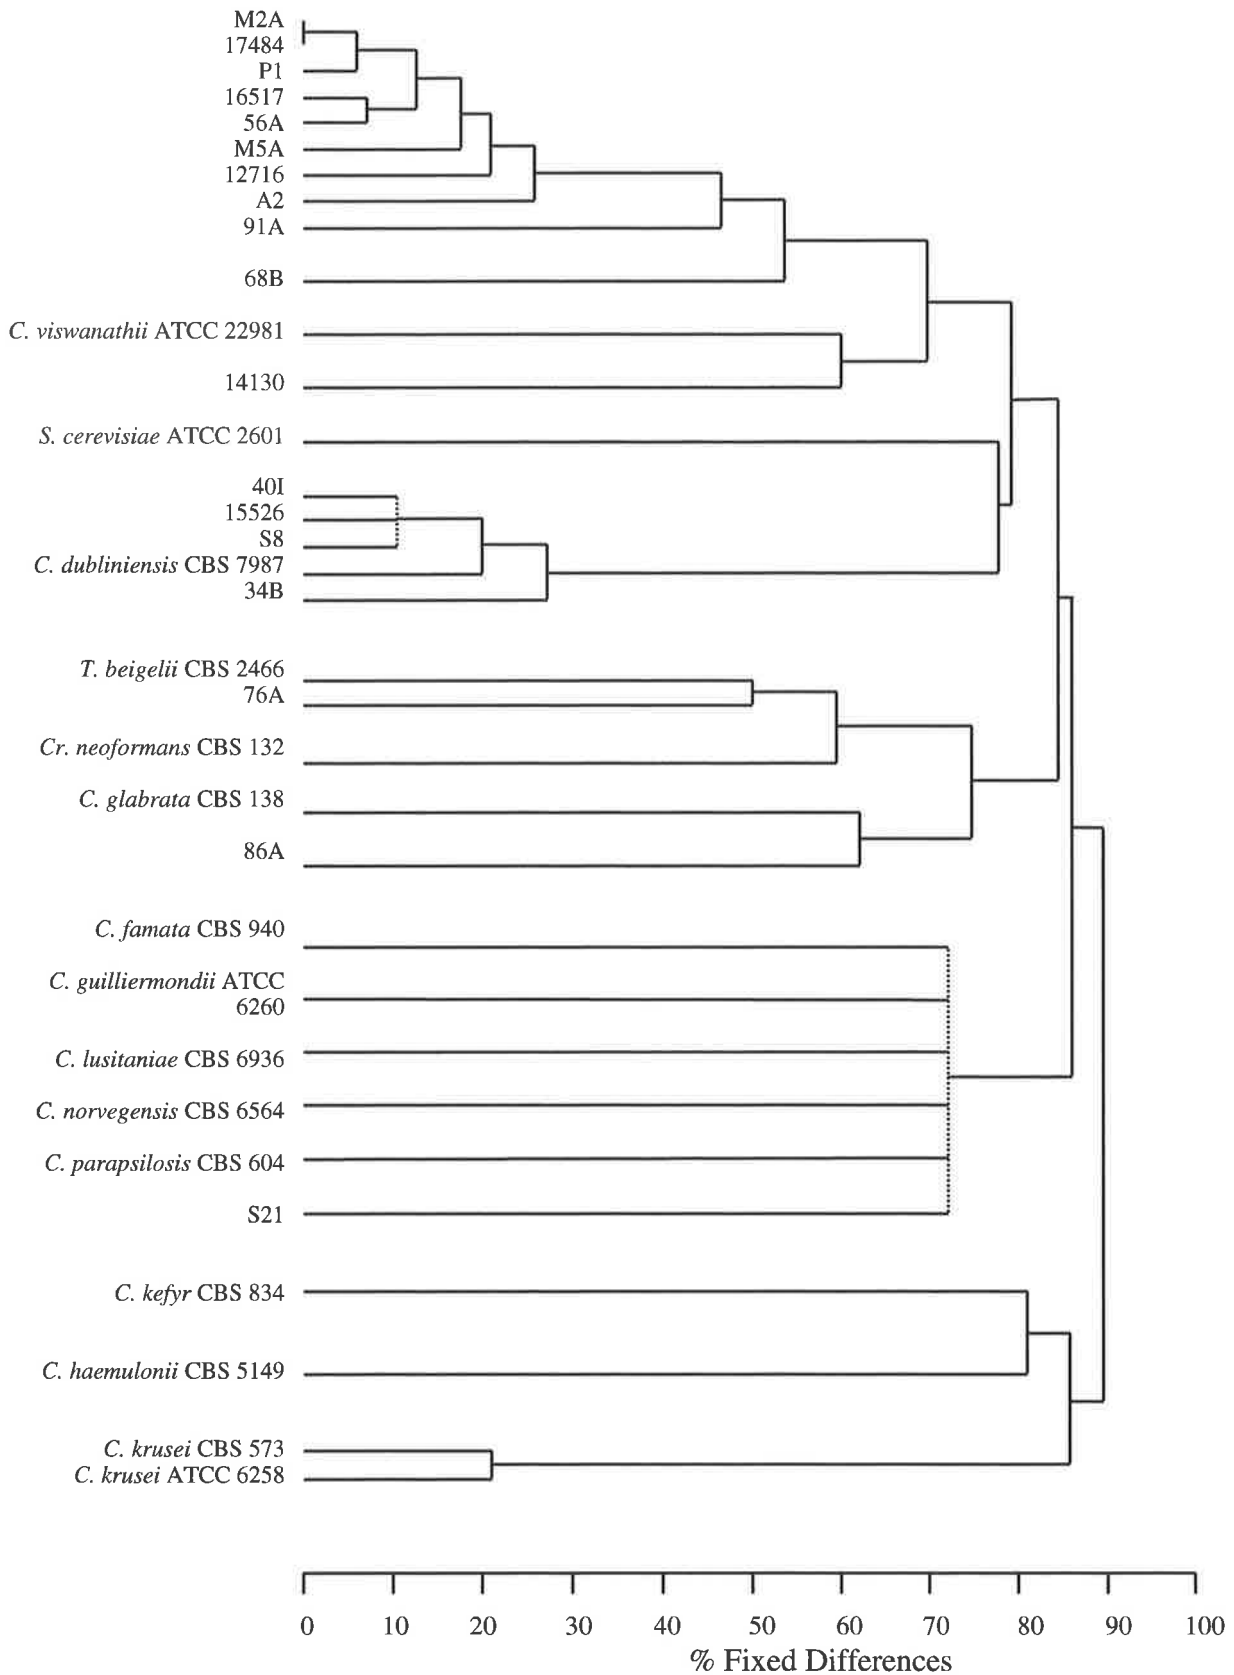 M2A
17484
P1
16517
56A
M5A
12716
A2
91A
68B
C. viswanathii ATCC 22981
14130
S. cerevisiae ATCC 2601
40I
15526
S8
C. dubliniensis CBS 7987
34B
T. beigelii CBS 2466
76A
Cr. neoformans CBS 132
C. glabrata CBS 138
86A
C. famata CBS 940
C. guilliermondii ATCC
6260
C. lusitaniae CBS 6936
C. norvegensis CBS 6564
C. parapsilosis CBS 604
S21
C. kefyr CBS 834
C. haemulonii CBS 5149
C. krusei CBS 573
C. krusei ATCC 6258
0 10 20 30 40 50 60 70 80 90 100
% Fixed Differences